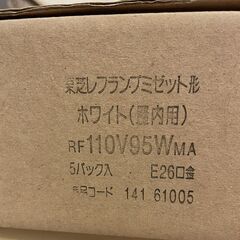 東芝レフランプミゼット形
ホワイト(屋内用)
RF110V95WMA
5パック入 E26口金
商品コード 141 61005